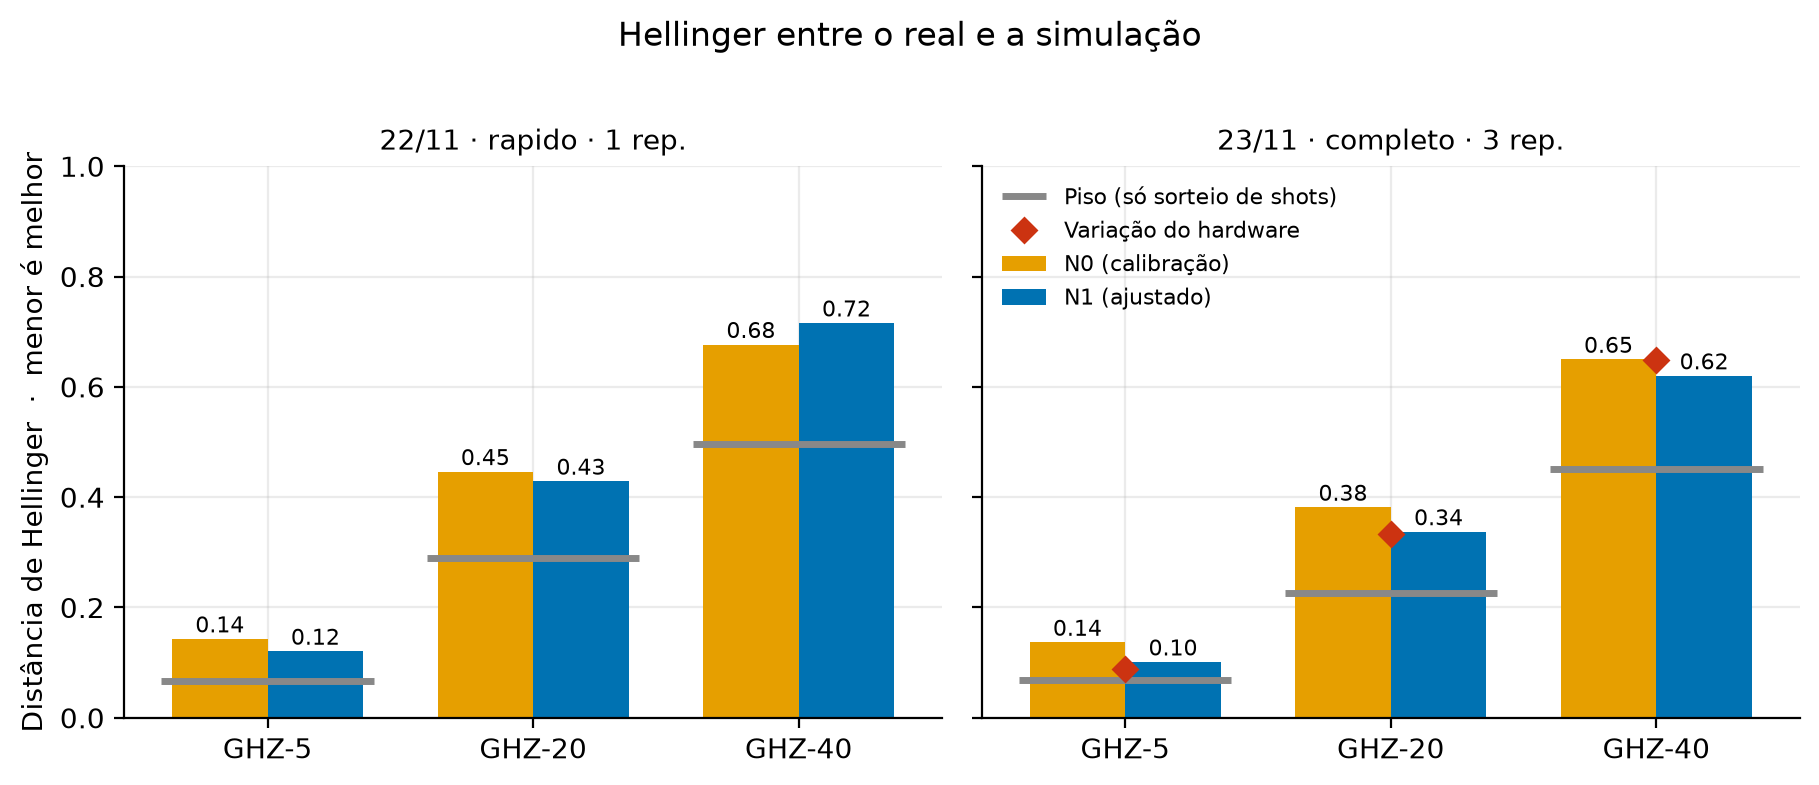 Hellinger entre o real e a simulação
22/11 · rapido · 1 rep.
Distância de Hellinger · menor é melhor
1.0
0.8
0.6
0.4
0.2
0.0
0.14
0.12
0.45
0.43
0.68
0.72
GHZ-5
GHZ-20
GHZ-40
23/11 · completo · 3 rep.
Piso (só sorteio de shots)
Variação do hardware
N0 (calibração)
N1 (ajustado)
0.14
0.10
0.38
0.34
0.65
0.62
GHZ-5
GHZ-20
GHZ-40